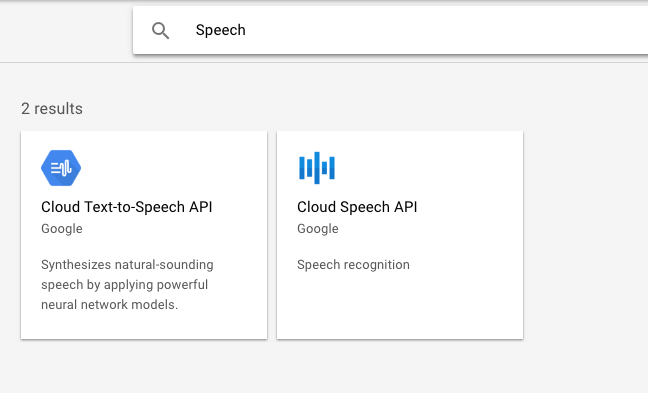 Speech
2 results
Cloud Text-to-Speech API
Google
Synthesizes natural-sounding
speech by applying powerful
neural network models.
Cloud Speech API
Google
Speech recognition